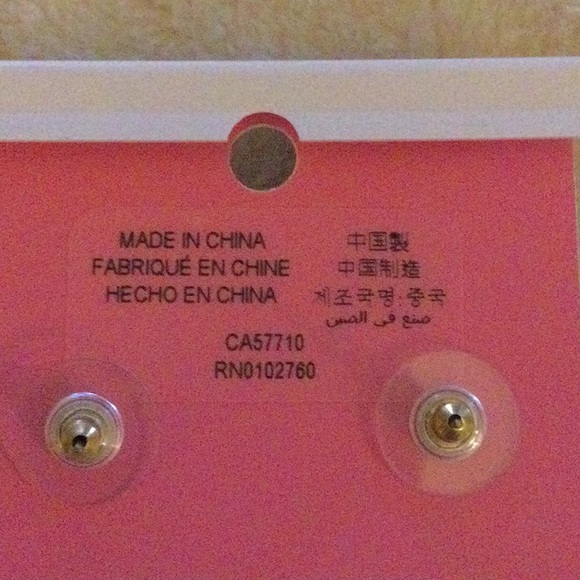 MADE IN CHINA
FABRIQUÉ EN CHINE
HECHO EN CHINA
中国製
中国制造
제조국명:중국
صنع في الصين
CA57710
RN0102760